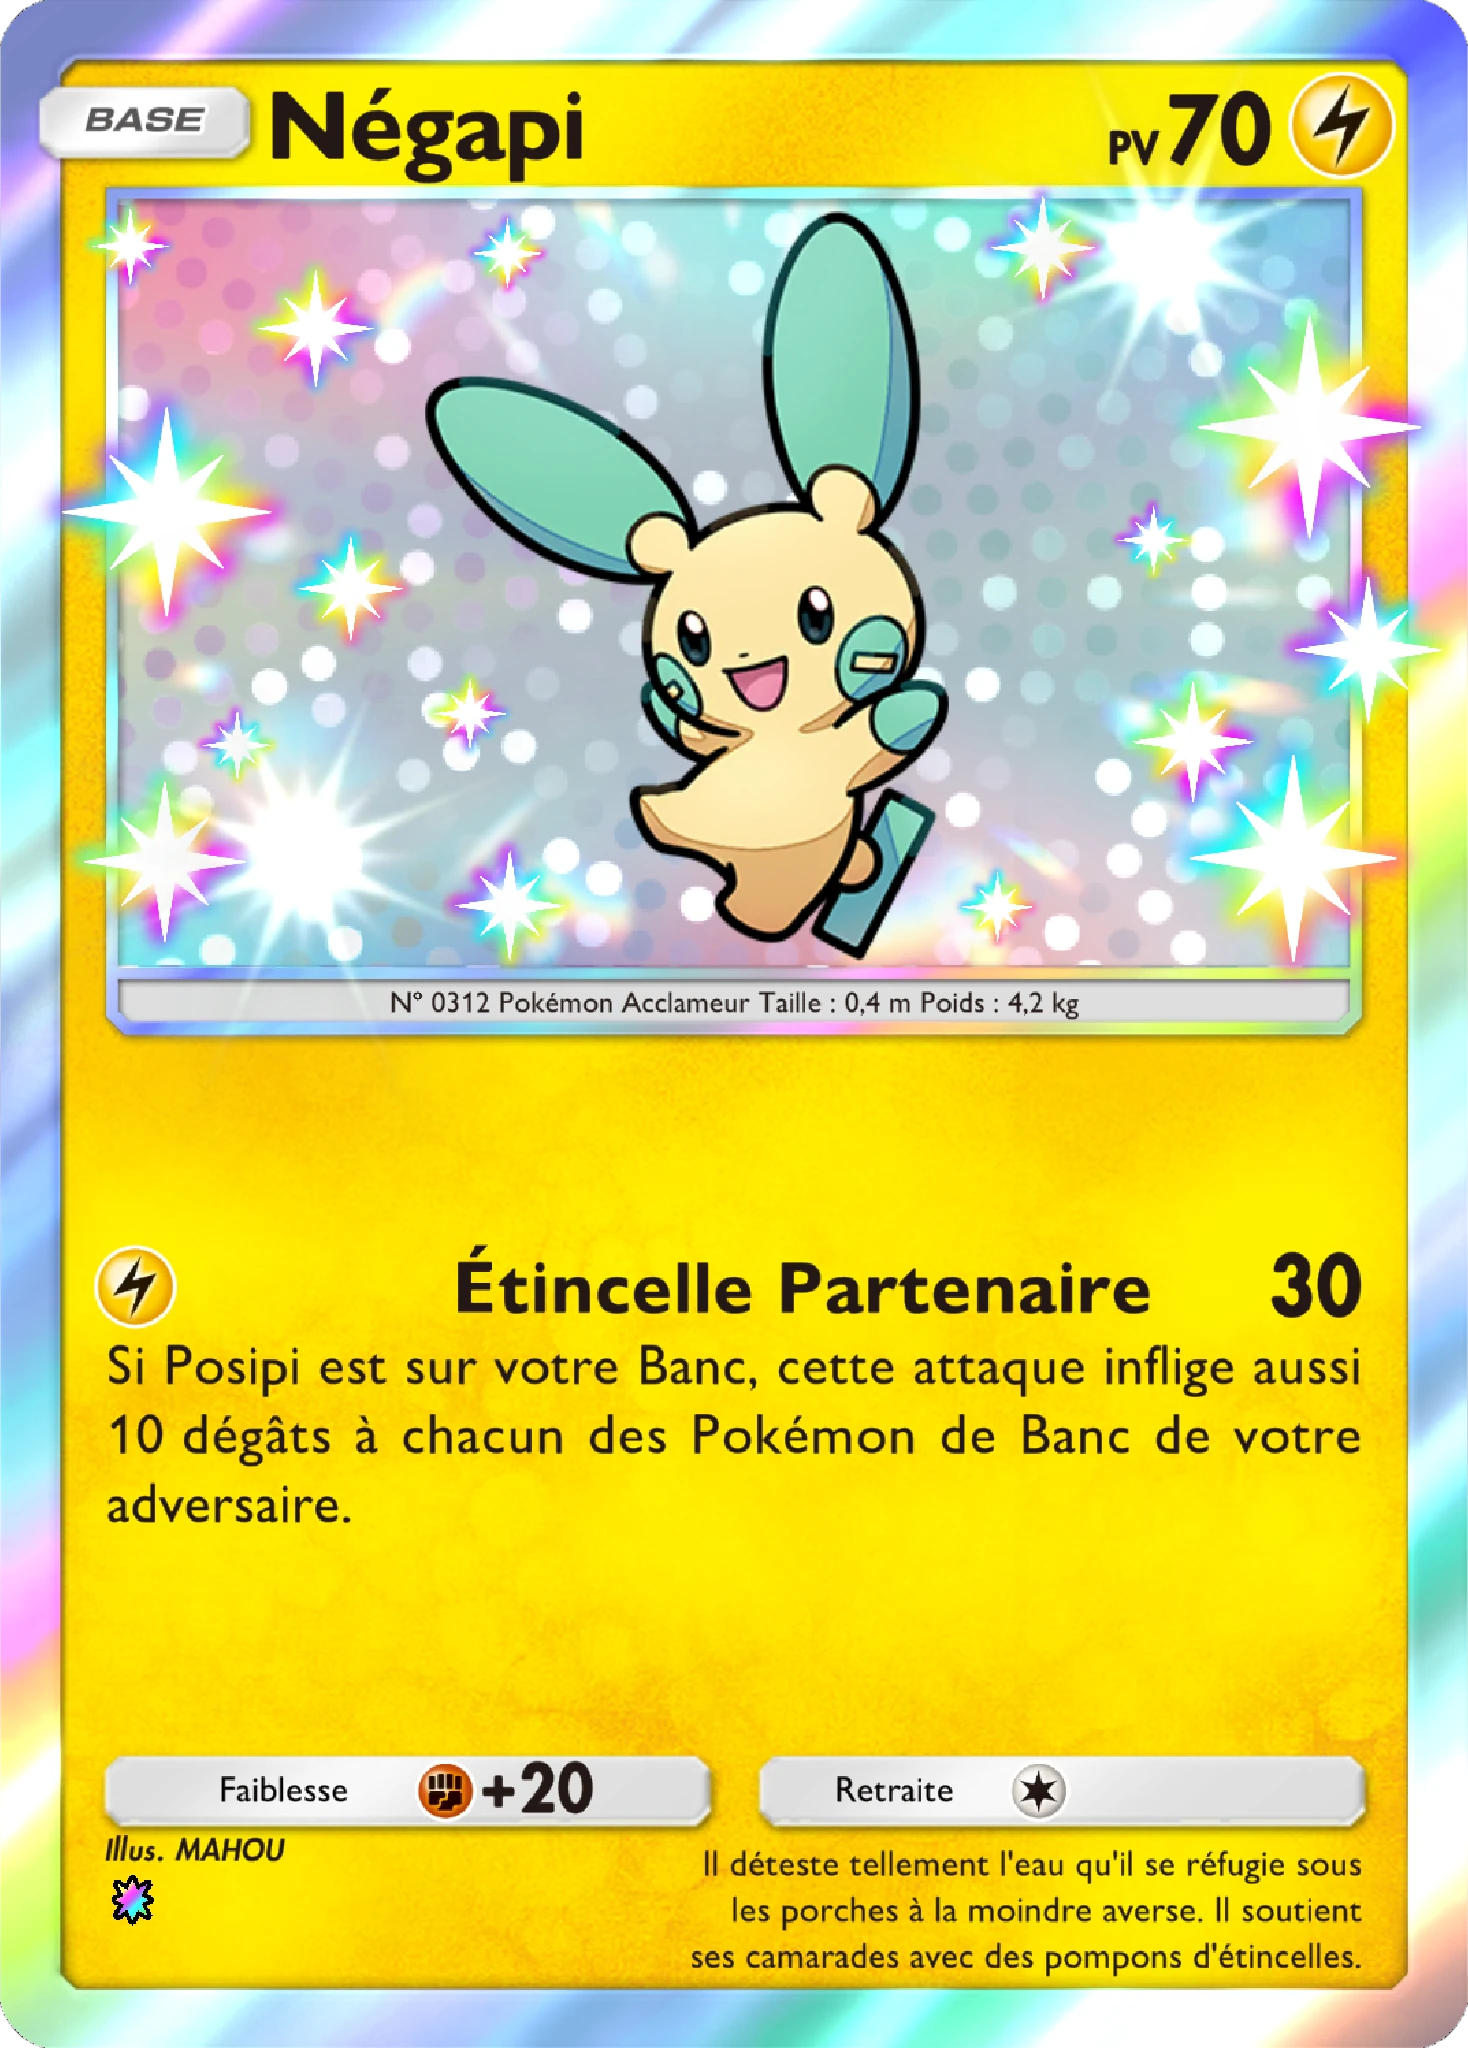 BASE
Négapi
PV 70
N° 0312 Pokémon Acclameur Taille : 0,4 m Poids : 4,2 kg
Étincelle Partenaire 30
Si Posipi est sur votre Banc, cette attaque inflige aussi
10 dégâts à chacun des Pokémon de Banc de votre
adversaire.
Faiblesse +20
Retraite
Illus. MAHOU
Il déteste tellement l'eau qu'il se réfugie sous
les porches à la moindre averse. Il soutient
ses camarades avec des pompons d'étincelles.